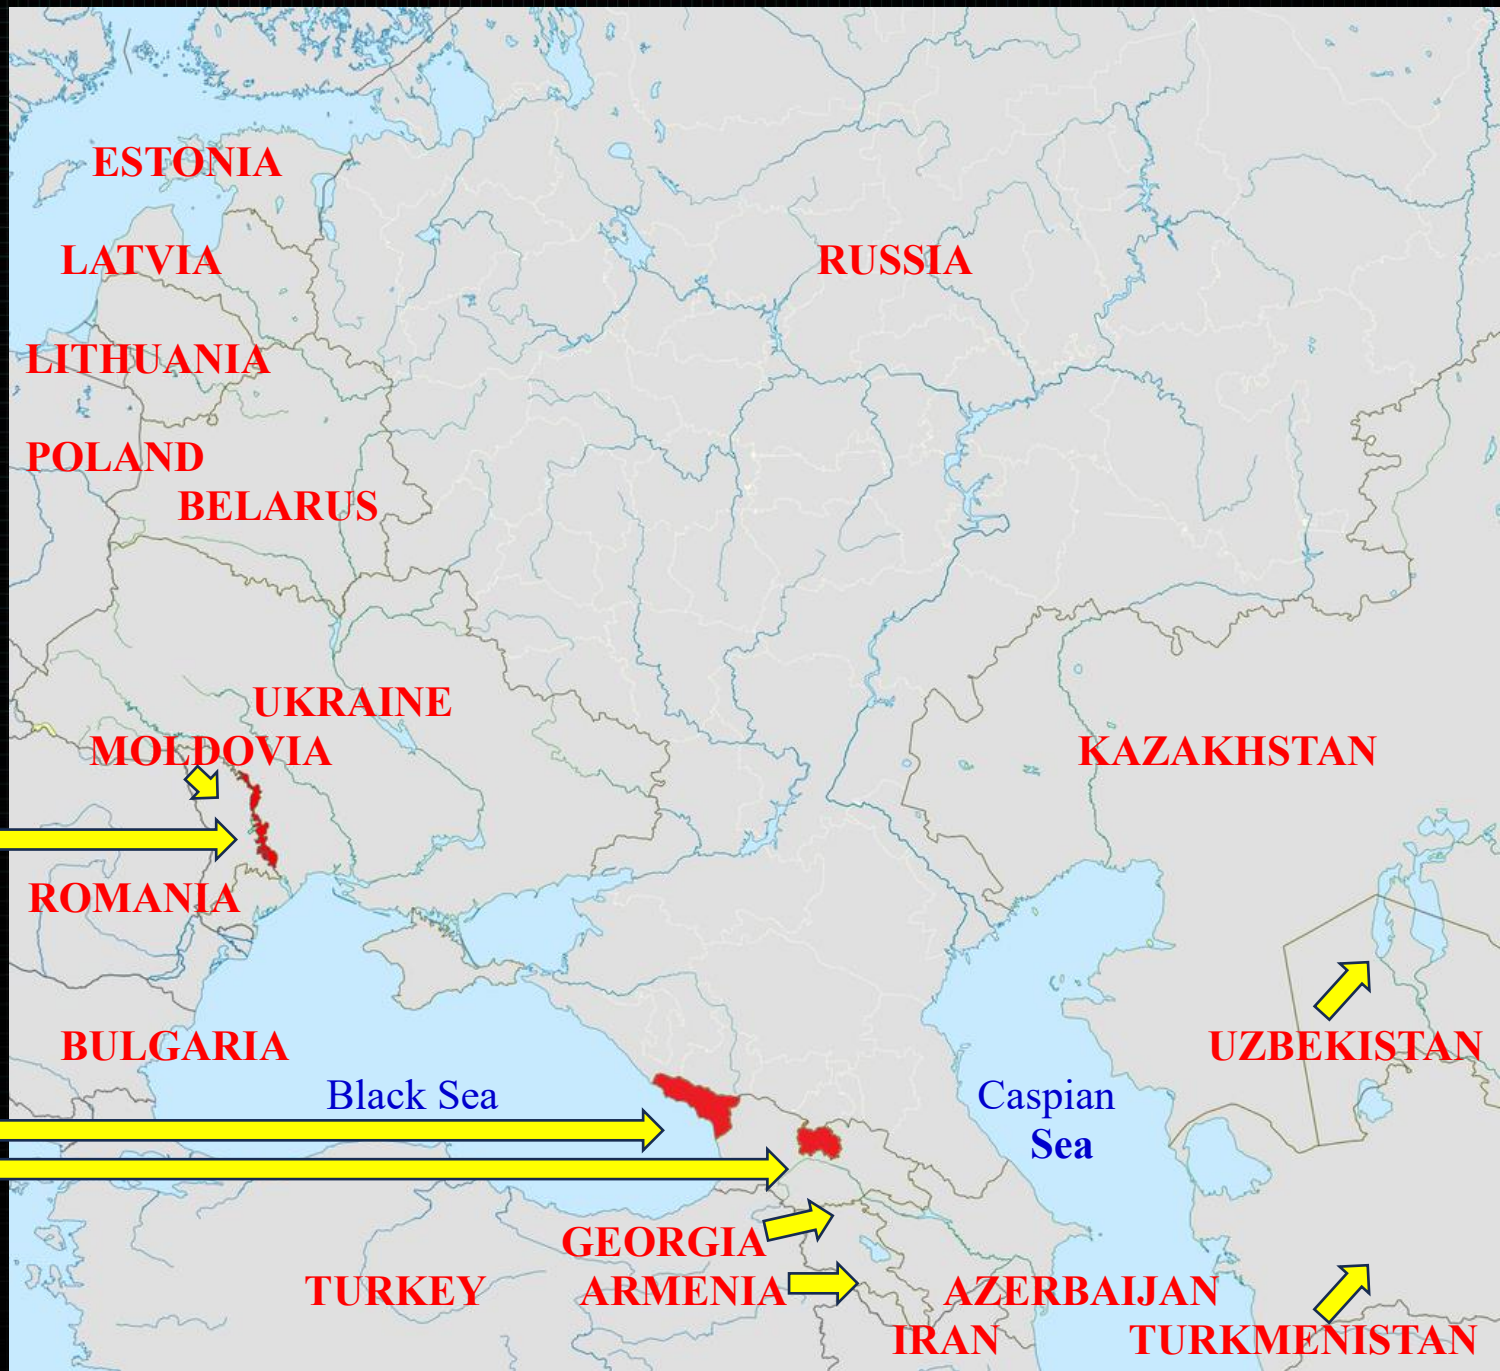 ESTONIA
LATVIA
RUSSIA
LITHUANIA
POLAND
BELARUS
UKRAINE
MOLDOVIA
KAZAKHSTAN
ROMANIA
BULGARIA
UZBEKISTAN
Black Sea
Caspian
Sea
GEORGIA
TURKEY
ARMENIA
AZERBAIJAN
IRAN
TURKMENISTAN